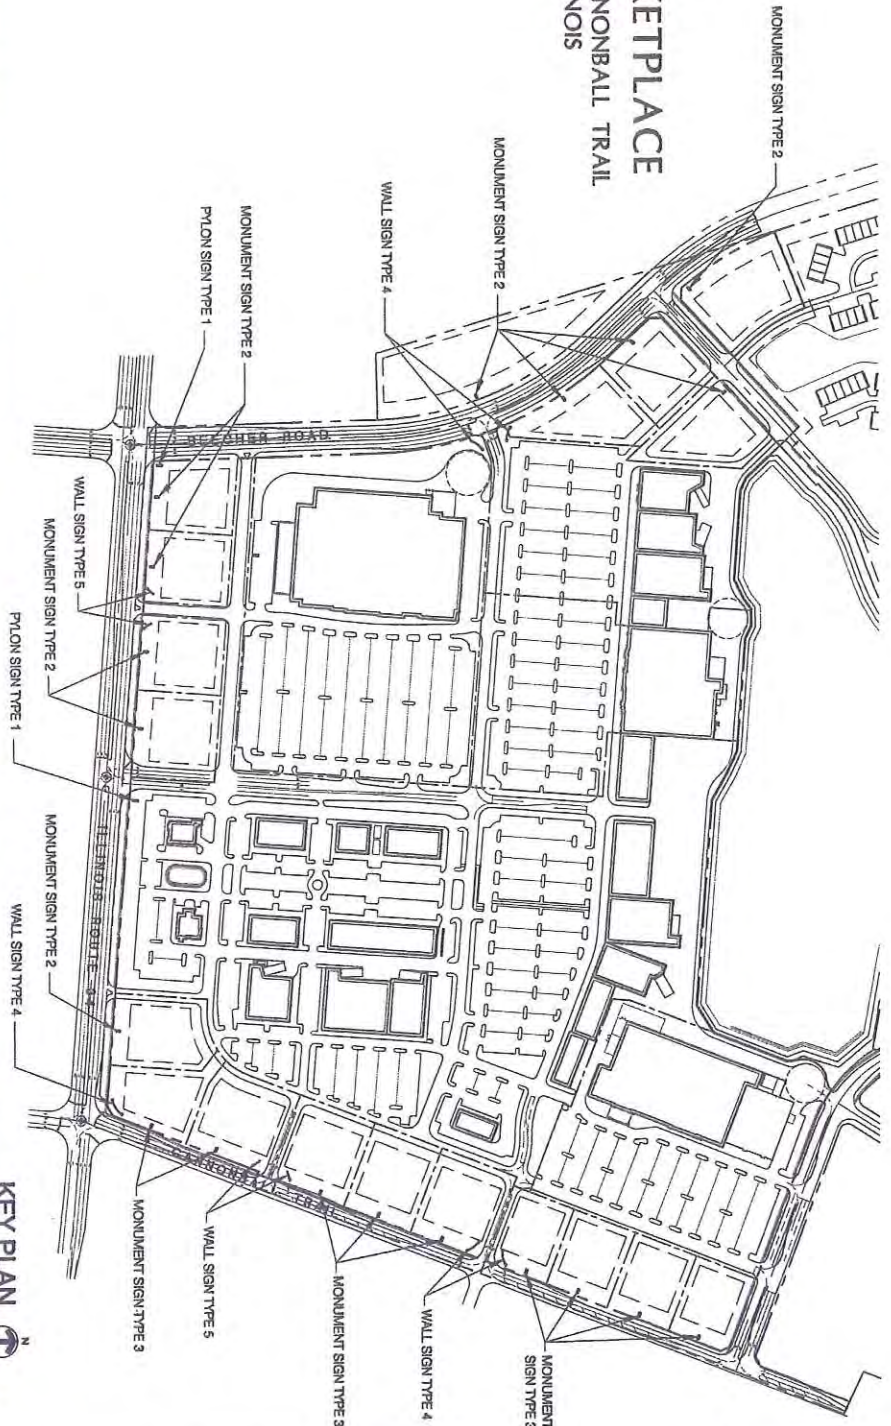 KETPLACE
NONBALL TRAIL
NOIS
MONUMENT SIGN TYPE 2
MONUMENT SIGN TYPE 2
WALL SIGN TYPE 4
MONUMENT SIGN TYPE 2
PYLON SIGN TYPE 1
BEECHER ROAD
WALL SIGN TYPE 5
MONUMENT SIGN TYPE 2
PYLON SIGN TYPE 1
ILLINOIS ROUTE 34
MONUMENT SIGN TYPE 2
WALL SIGN TYPE 4
MONUMENT SIGN TYPE 3
WALL SIGN TYPE 5
MONUMENT SIGN TYPE 3
WALL SIGN TYPE 4
MONUMENT
SIGN TYPE 3
KEY PLAN
N